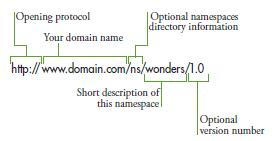 Opening protocol
Optional namespaces
directory information
Your domain name
http://www.domain.com/ns/wonders/1.0
Short description of
this namespace
Optional
version number